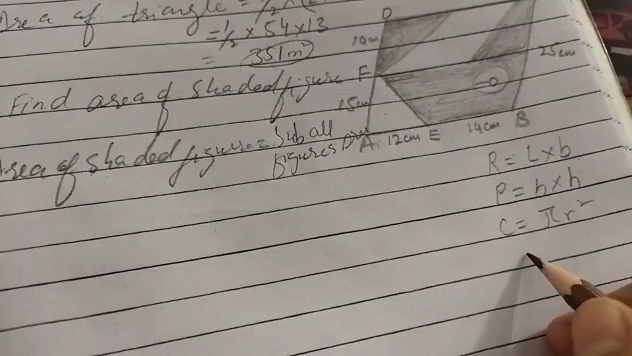 Area of triangle = 1/2 ×
= 1/2 × 54 × 13
= 351m²
Find area of shaded figure
D
10cm
F
15cm
A 12cm E 14cm B
25cm
Area of shaded figure = Sub all
figures
R = L×b
P = b×h
C = πr²